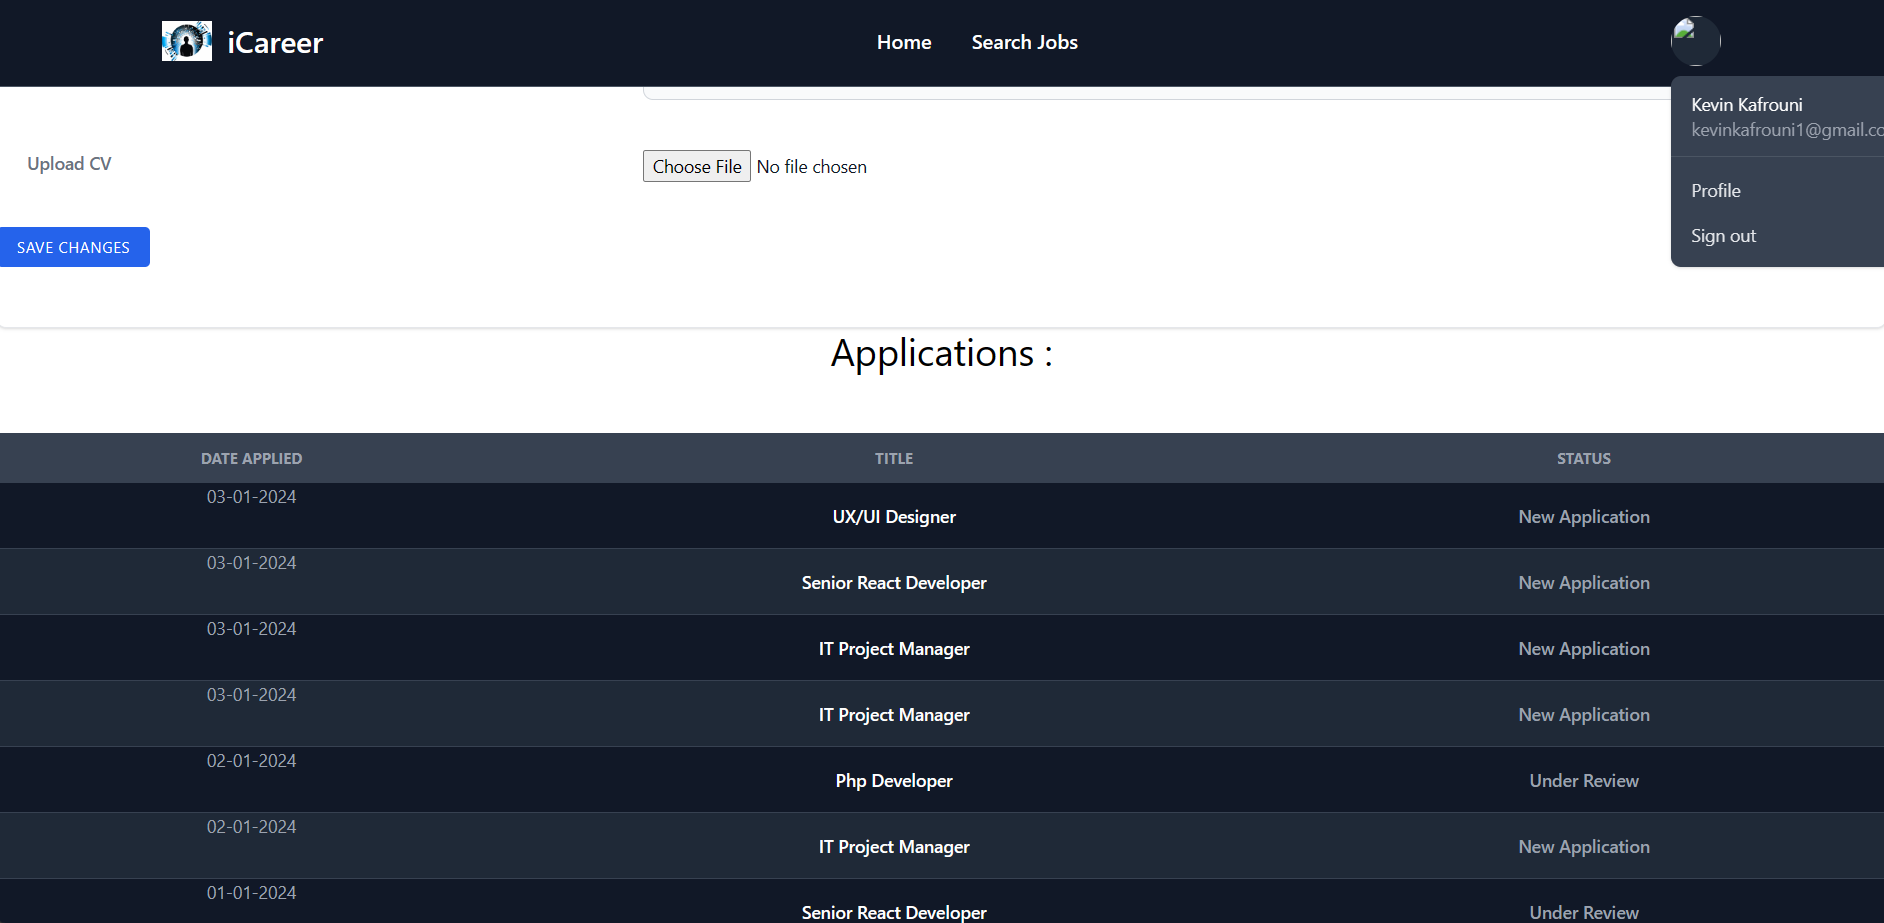 iCareer
Home Search Jobs
Kevin Kafrouni
kevinkafrouni1@gmail.co
Profile
Sign out
Upload CV
Choose File No file chosen
SAVE CHANGES
Applications :
DATE APPLIED TITLE STATUS
03-01-2024 UX/UI Designer New Application
03-01-2024 Senior React Developer New Application
03-01-2024 IT Project Manager New Application
03-01-2024 IT Project Manager New Application
02-01-2024 Php Developer Under Review
02-01-2024 IT Project Manager New Application
01-01-2024 Senior React Developer Under Review